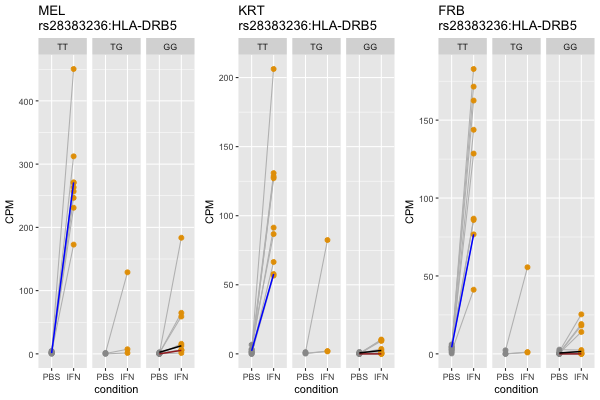 MEL
rs28383236:HLA-DRB5
TT TG GG
400
300
200
100
0
CPM
PBS IFN PBS IFN PBS IFN
condition
KRT
rs28383236:HLA-DRB5
TT TG GG
200
150
100
50
0
CPM
PBS IFN PBS IFN PBS IFN
condition
FRB
rs28383236:HLA-DRB5
TT TG GG
150
100
50
0
CPM
PBS IFN PBS IFN PBS IFN
condition